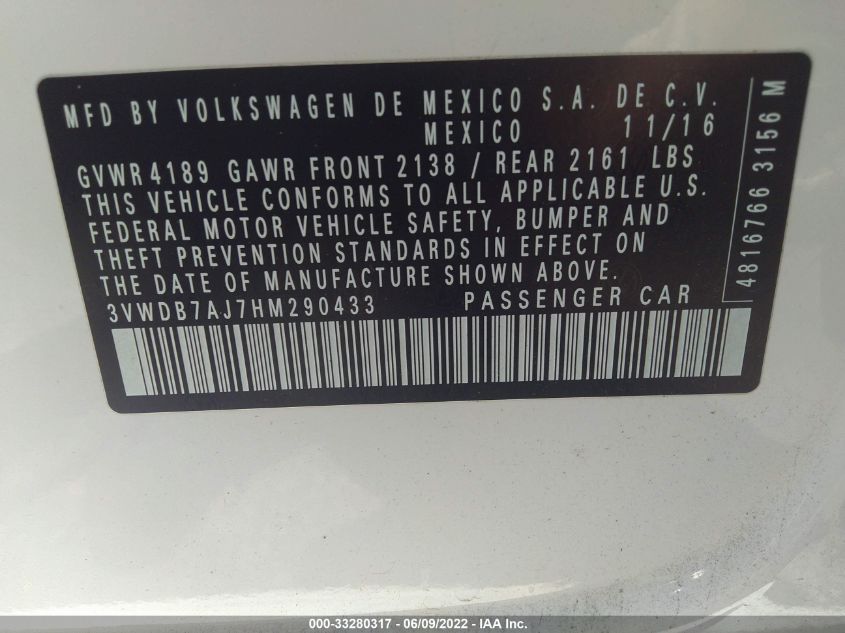 MFD BY VOLKSWAGEN DE MEXICO S.A. DE C.V.
MEXICO 11/16
GVWR 4189 GAWR FRONT 2138 / REAR 2161 LBS
THIS VEHICLE CONFORMS TO ALL APPLICABLE U.S.
FEDERAL MOTOR VEHICLE SAFETY, BUMPER AND
THEFT PREVENTION STANDARDS IN EFFECT ON
THE DATE OF MANUFACTURE SHOWN ABOVE.
3VWDB7AJ7HM290433 PASSENGER CAR
4816766 3156 M
000-33280317 - 06/09/2022 - IAA Inc.